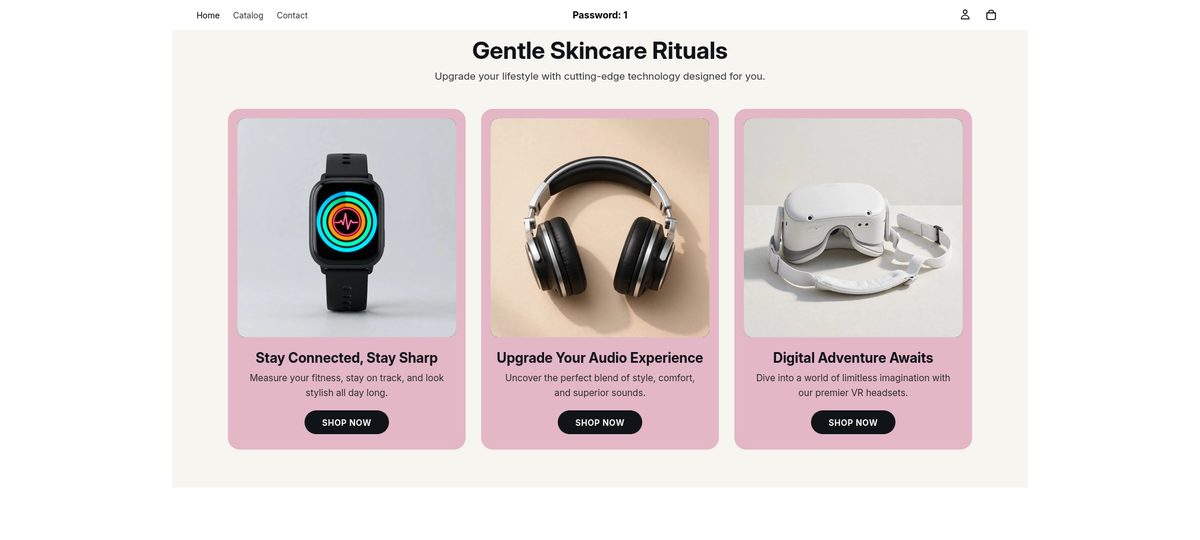 Home Catalog Contact Password: 1
Gentle Skincare Rituals
Upgrade your lifestyle with cutting-edge technology designed for you.
Stay Connected, Stay Sharp
Measure your fitness, stay on track, and look
stylish all day long.
SHOP NOW
Upgrade Your Audio Experience
Uncover the perfect blend of style, comfort,
and superior sounds.
SHOP NOW
Digital Adventure Awaits
Dive into a world of limitless imagination with
our premier VR headsets.
SHOP NOW